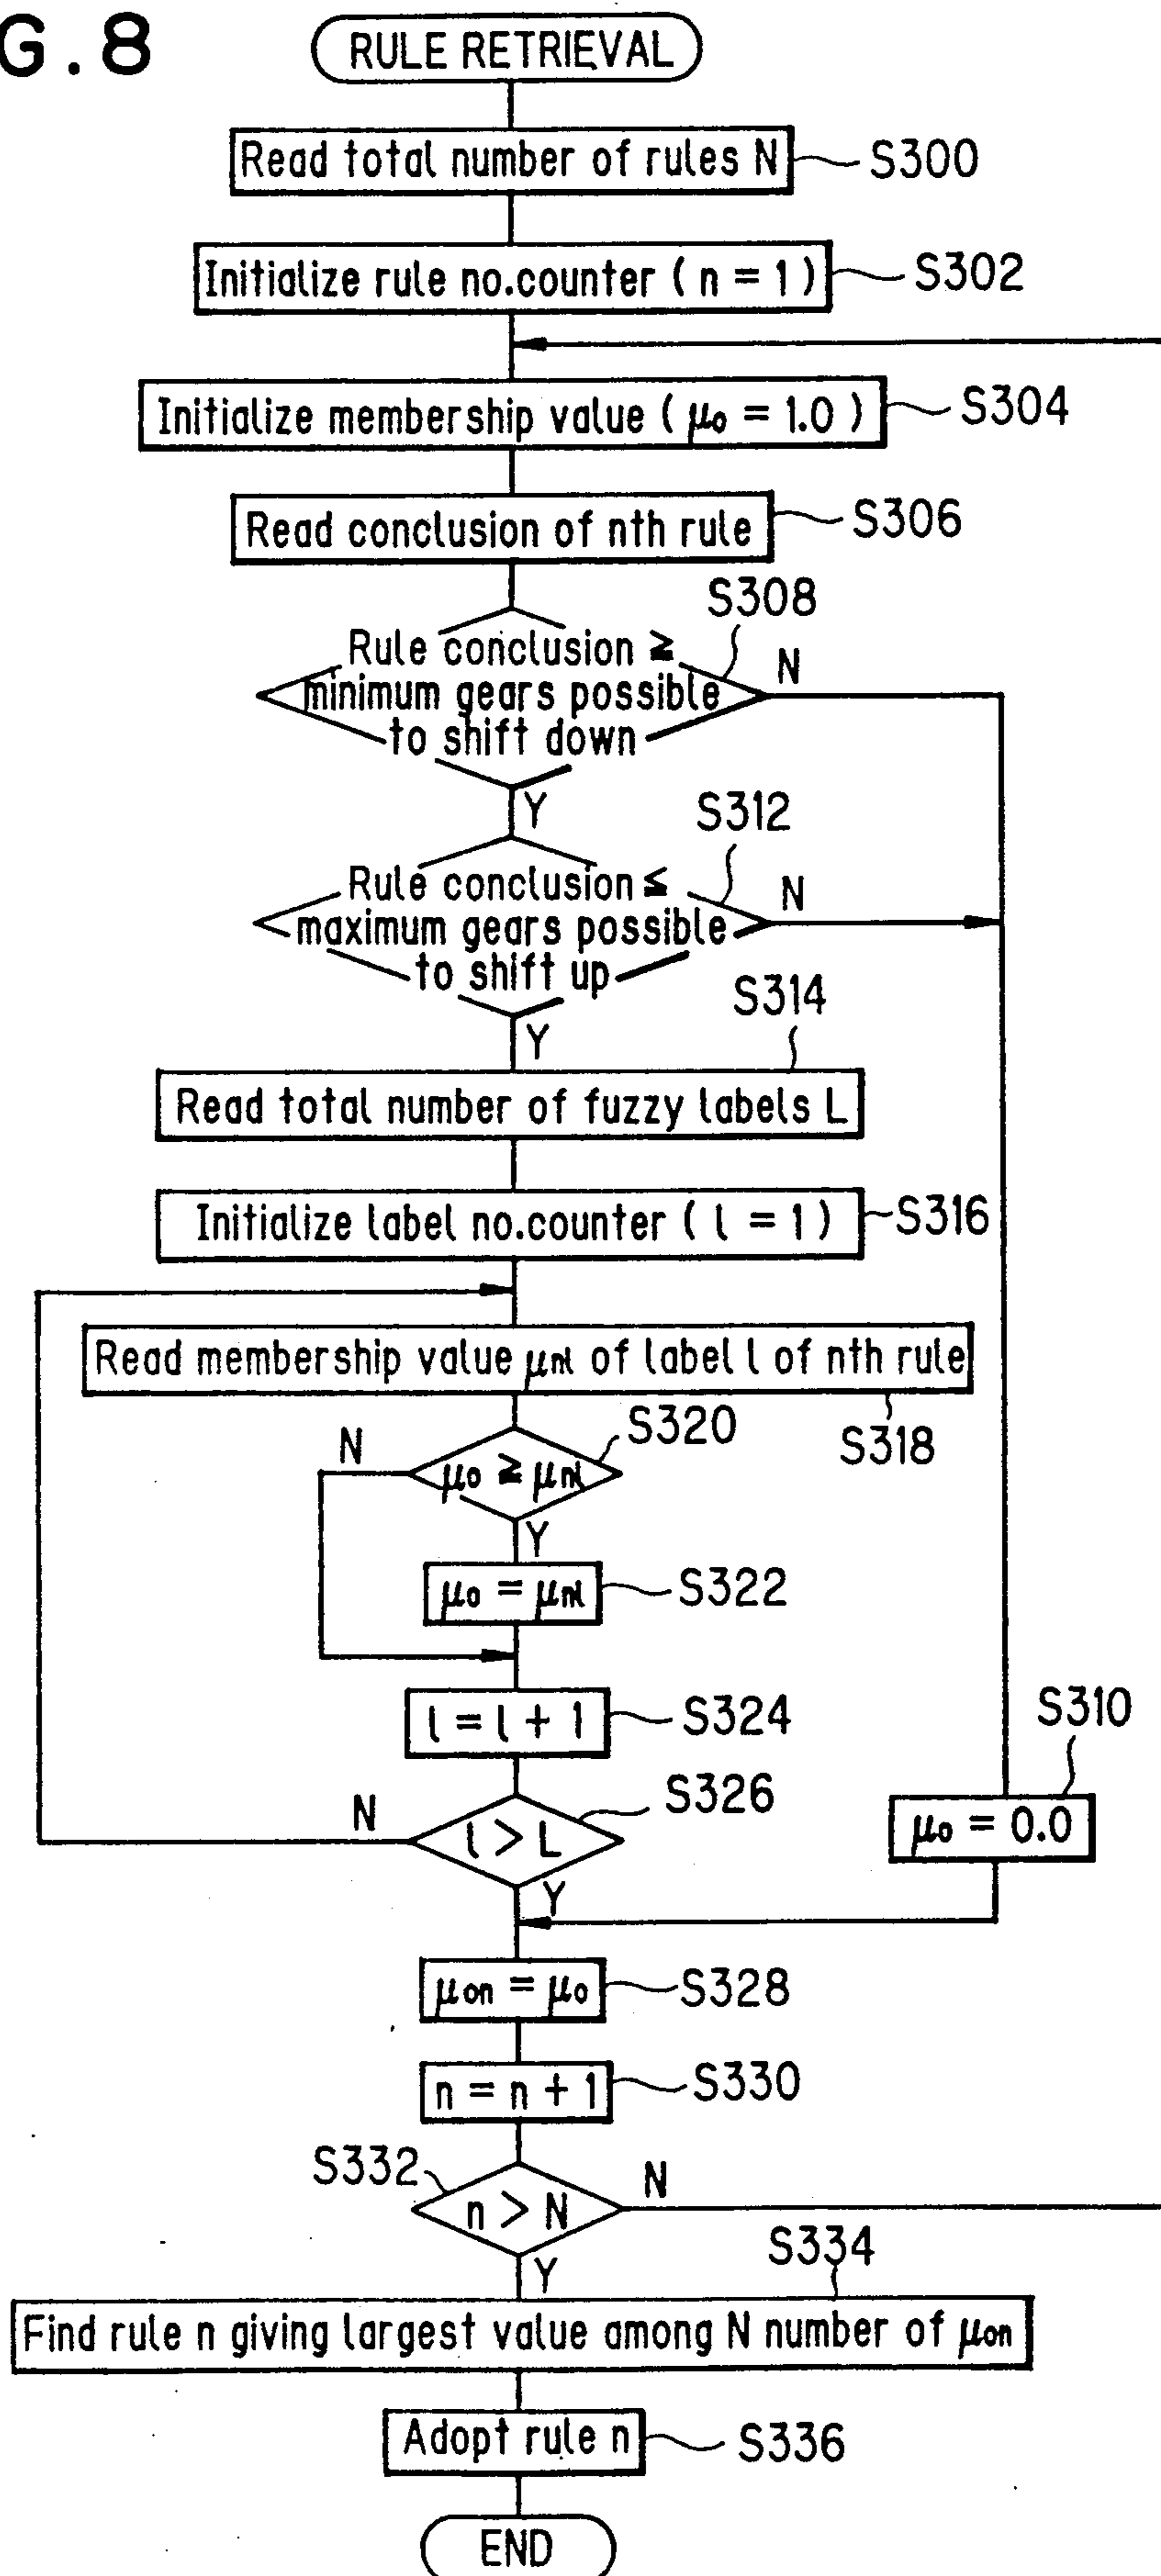 G.8
RULE RETRIEVAL
Read total number of rules N
S300
Initialize rule no.counter ( n = 1 )
S302
Initialize membership value ( μo = 1.0 )
S304
Read conclusion of nth rule
S306
S308
Rule conclusion ≧
minimum gears possible
to shift down
N
Y
S312
Rule conclusion ≦
maximum gears possible
to shift up
N
Y
S314
Read total number of fuzzy labels L
Initialize label no.counter ( l = 1 )
S316
Read membership value μnl of label l of nth rule
S318
S320
N
μo ≧ μnl
Y
μo = μnl
S322
l = l + 1
S324
S326
N
l > L
Y
S310
μo = 0.0
μon = μo
S328
n = n + 1
S330
S332
n > N
N
Y
S334
Find rule n giving largest value among N number of μon
Adopt rule n
S336
END